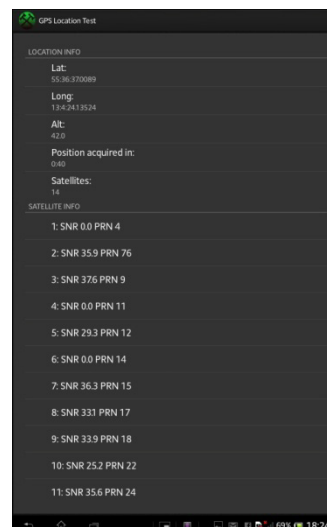 GPS Location Test
LOCATION INFO
Lat:
55:36:370089
Long:
13:4:24.13524
Alt:
42.0
Position acquired in:
0:40
Satellites:
14
SATELLITE INFO
1: SNR 0.0 PRN 4
2: SNR 35.9 PRN 76
3: SNR 37.6 PRN 9
4: SNR 0.0 PRN 11
5: SNR 29.3 PRN 12
6: SNR 0.0 PRN 14
7: SNR 36.3 PRN 15
8: SNR 33.1 PRN 17
9: SNR 33.9 PRN 18
10: SNR 25.2 PRN 22
11: SNR 35.6 PRN 24
69% 18:24